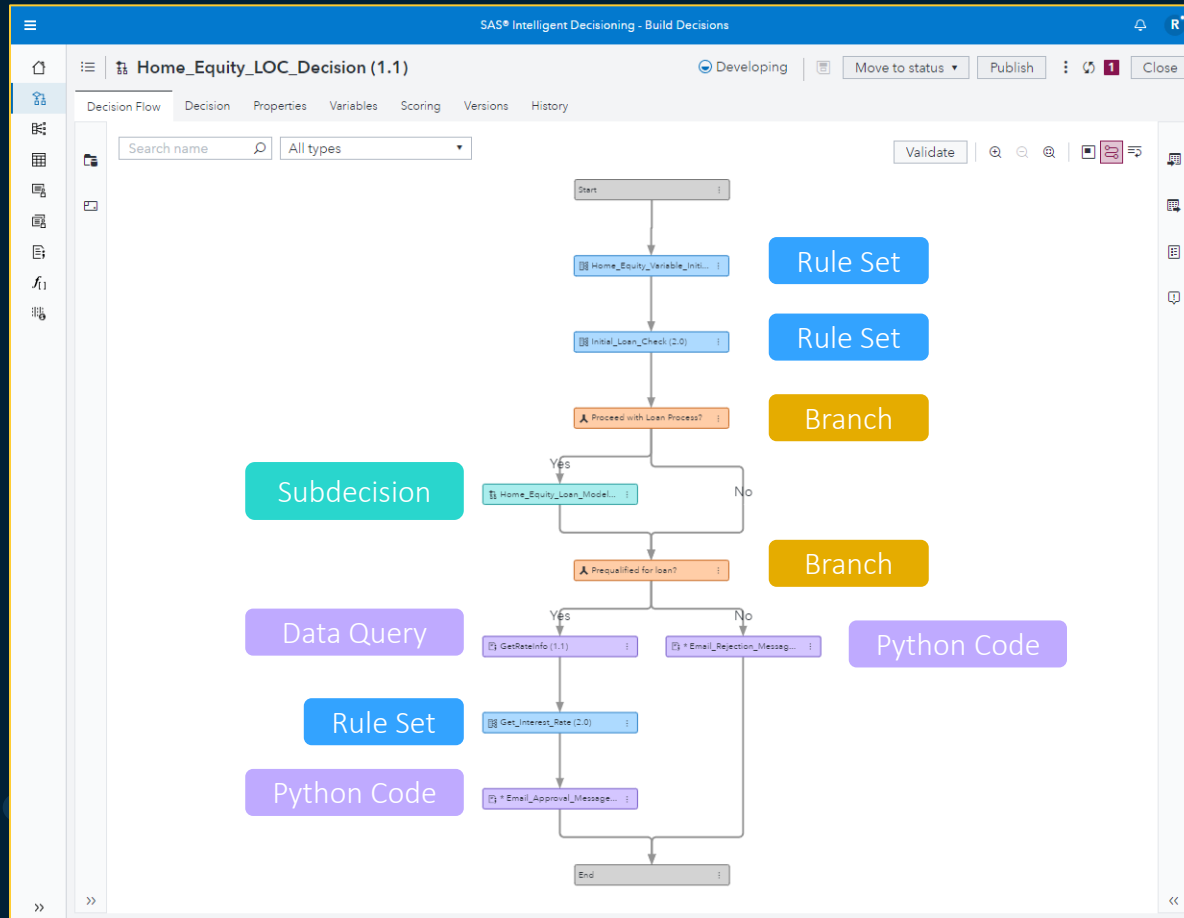 SAS® Intelligent Decisioning - Build Decisions
R
Home_Equity_LOC_Decision (1.1)
Developing
Move to status
Publish
1
Close
Decision Flow
Decision
Properties
Variables
Scoring
Versions
History
Search name
All types
Validate
Start
Home_Equity_Variable_Initi...
Rule Set
Initial_Loan_Check (2.0)
Rule Set
Proceed with Loan Process?
Branch
Yes
No
Subdecision
Home_Equity_Loan_Model...
Prequalified for loan?
Branch
Yes
No
Data Query
GetRateInfo (1.1)
* Email_Rejection_Messag...
Python Code
Rule Set
Get_Interest_Rate (2.0)
Python Code
* Email_Approval_Message...
End